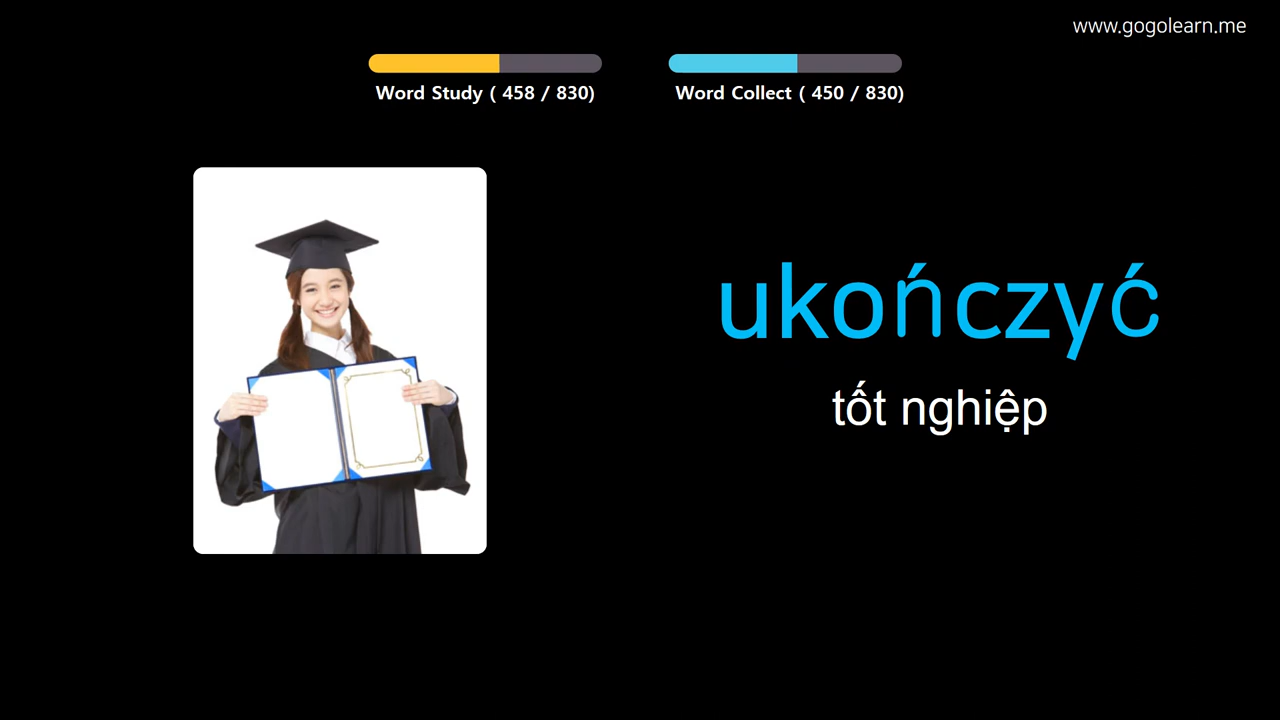 www.gogolearn.me
Word Study ( 458 / 830)
Word Collect ( 450 / 830)
ukończyć
tốt nghiệp